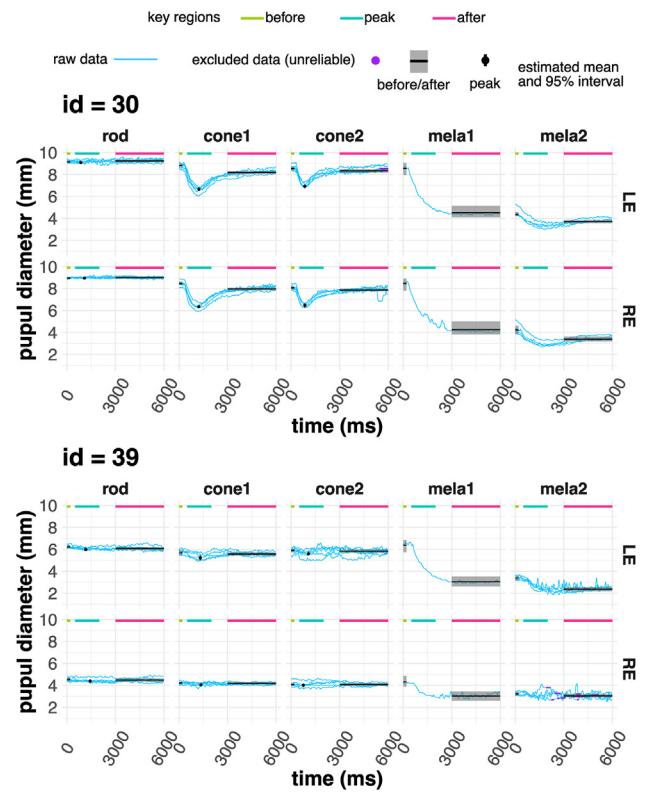 key regions before peak after
raw data excluded data (unreliable) before/after peak estimated mean
and 95% interval
id = 30
rod cone1 cone2 mela1 mela2
10
8
6
4
2
LE
10
8
6
4
2
RE
pupul diameter (mm)
0 3000 6000 0 3000 6000 0 3000 6000 0 3000 6000 0 3000 6000
time (ms)
id = 39
rod cone1 cone2 mela1 mela2
10
8
6
4
2
LE
10
8
6
4
2
RE
pupul diameter (mm)
0 3000 6000 0 3000 6000 0 3000 6000 0 3000 6000 0 3000 6000
time (ms)